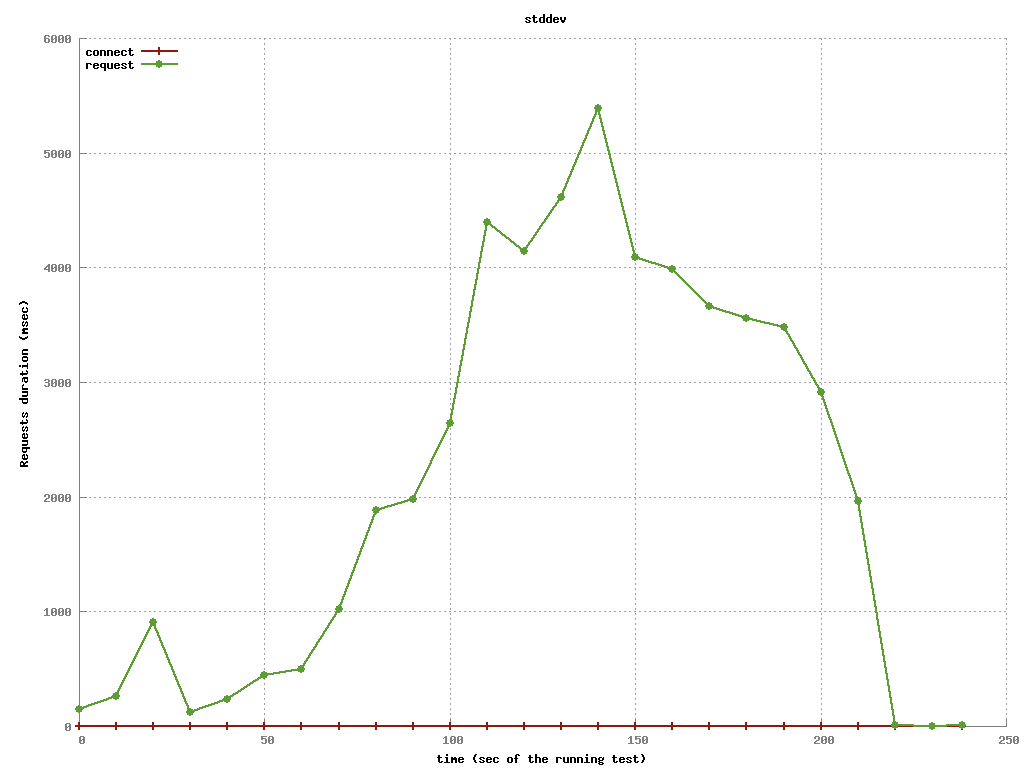 stddev
connect
request
6000
5000
4000
3000
2000
1000
0
Requests duration (msec)
0 50 100 150 200 250
time (sec of the running test)